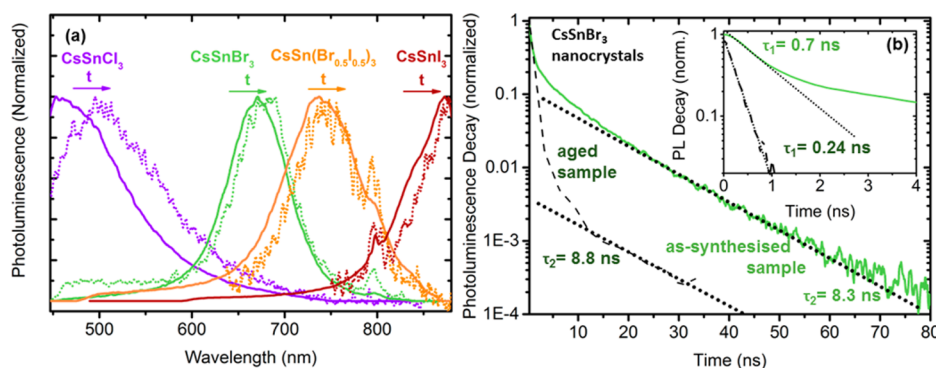 (a)
CsSnCl₃
t
CsSnBr₃
t
CsSn(Br₀.₅I₀.₅)₃
t
CsSnI₃
t
Photoluminescence (Normalized)
500
600
700
800
Wavelength (nm)
Photoluminescence Decay (norm.)
1
0.1
0.01
1E-3
1E-4
CsSnBr₃
nanocrystals
aged
sample
τ₂= 8.8 ns
as-synthesised
sample
τ₂= 8.3 ns
10
20
30
40
50
60
70
80
Time (ns)
(b)
PL Decay (norm.)
1
0.1
τ₁= 0.7 ns
τ₁= 0.24 ns
0
1
2
3
4
Time (ns)